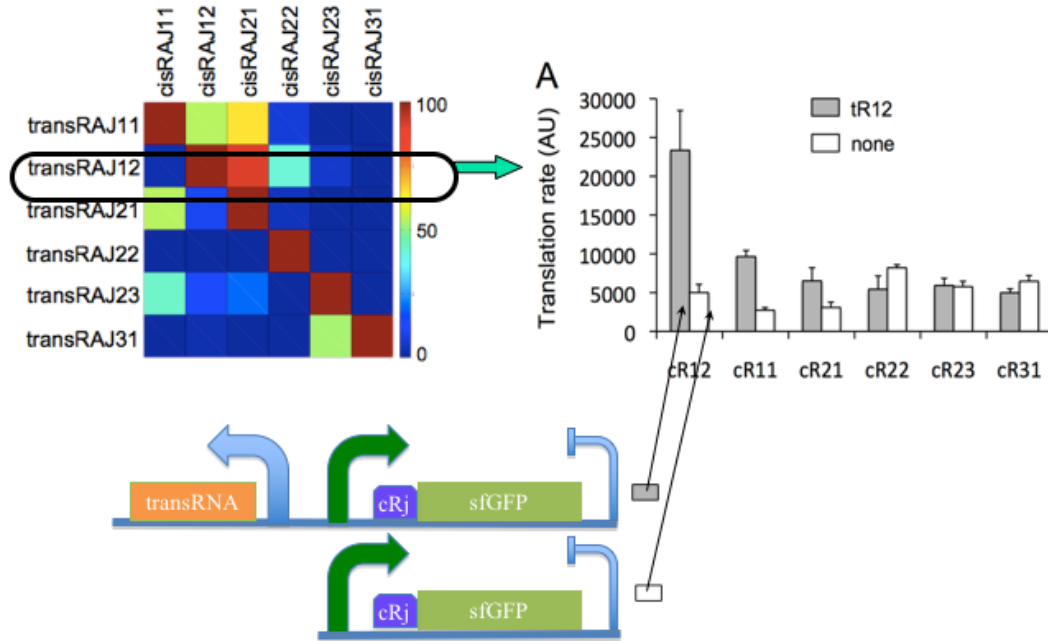 cisRAJ11
cisRAJ12
cisRAJ21
cisRAJ22
cisRAJ23
cisRAJ31
transRAJ11
transRAJ12
transRAJ21
transRAJ22
transRAJ23
transRAJ31
100
50
0
A
Translation rate (AU)
30000
25000
20000
15000
10000
5000
0
tR12
none
cR12 cR11 cR21 cR22 cR23 cR31
transRNA cRj sfGFP
cRj sfGFP